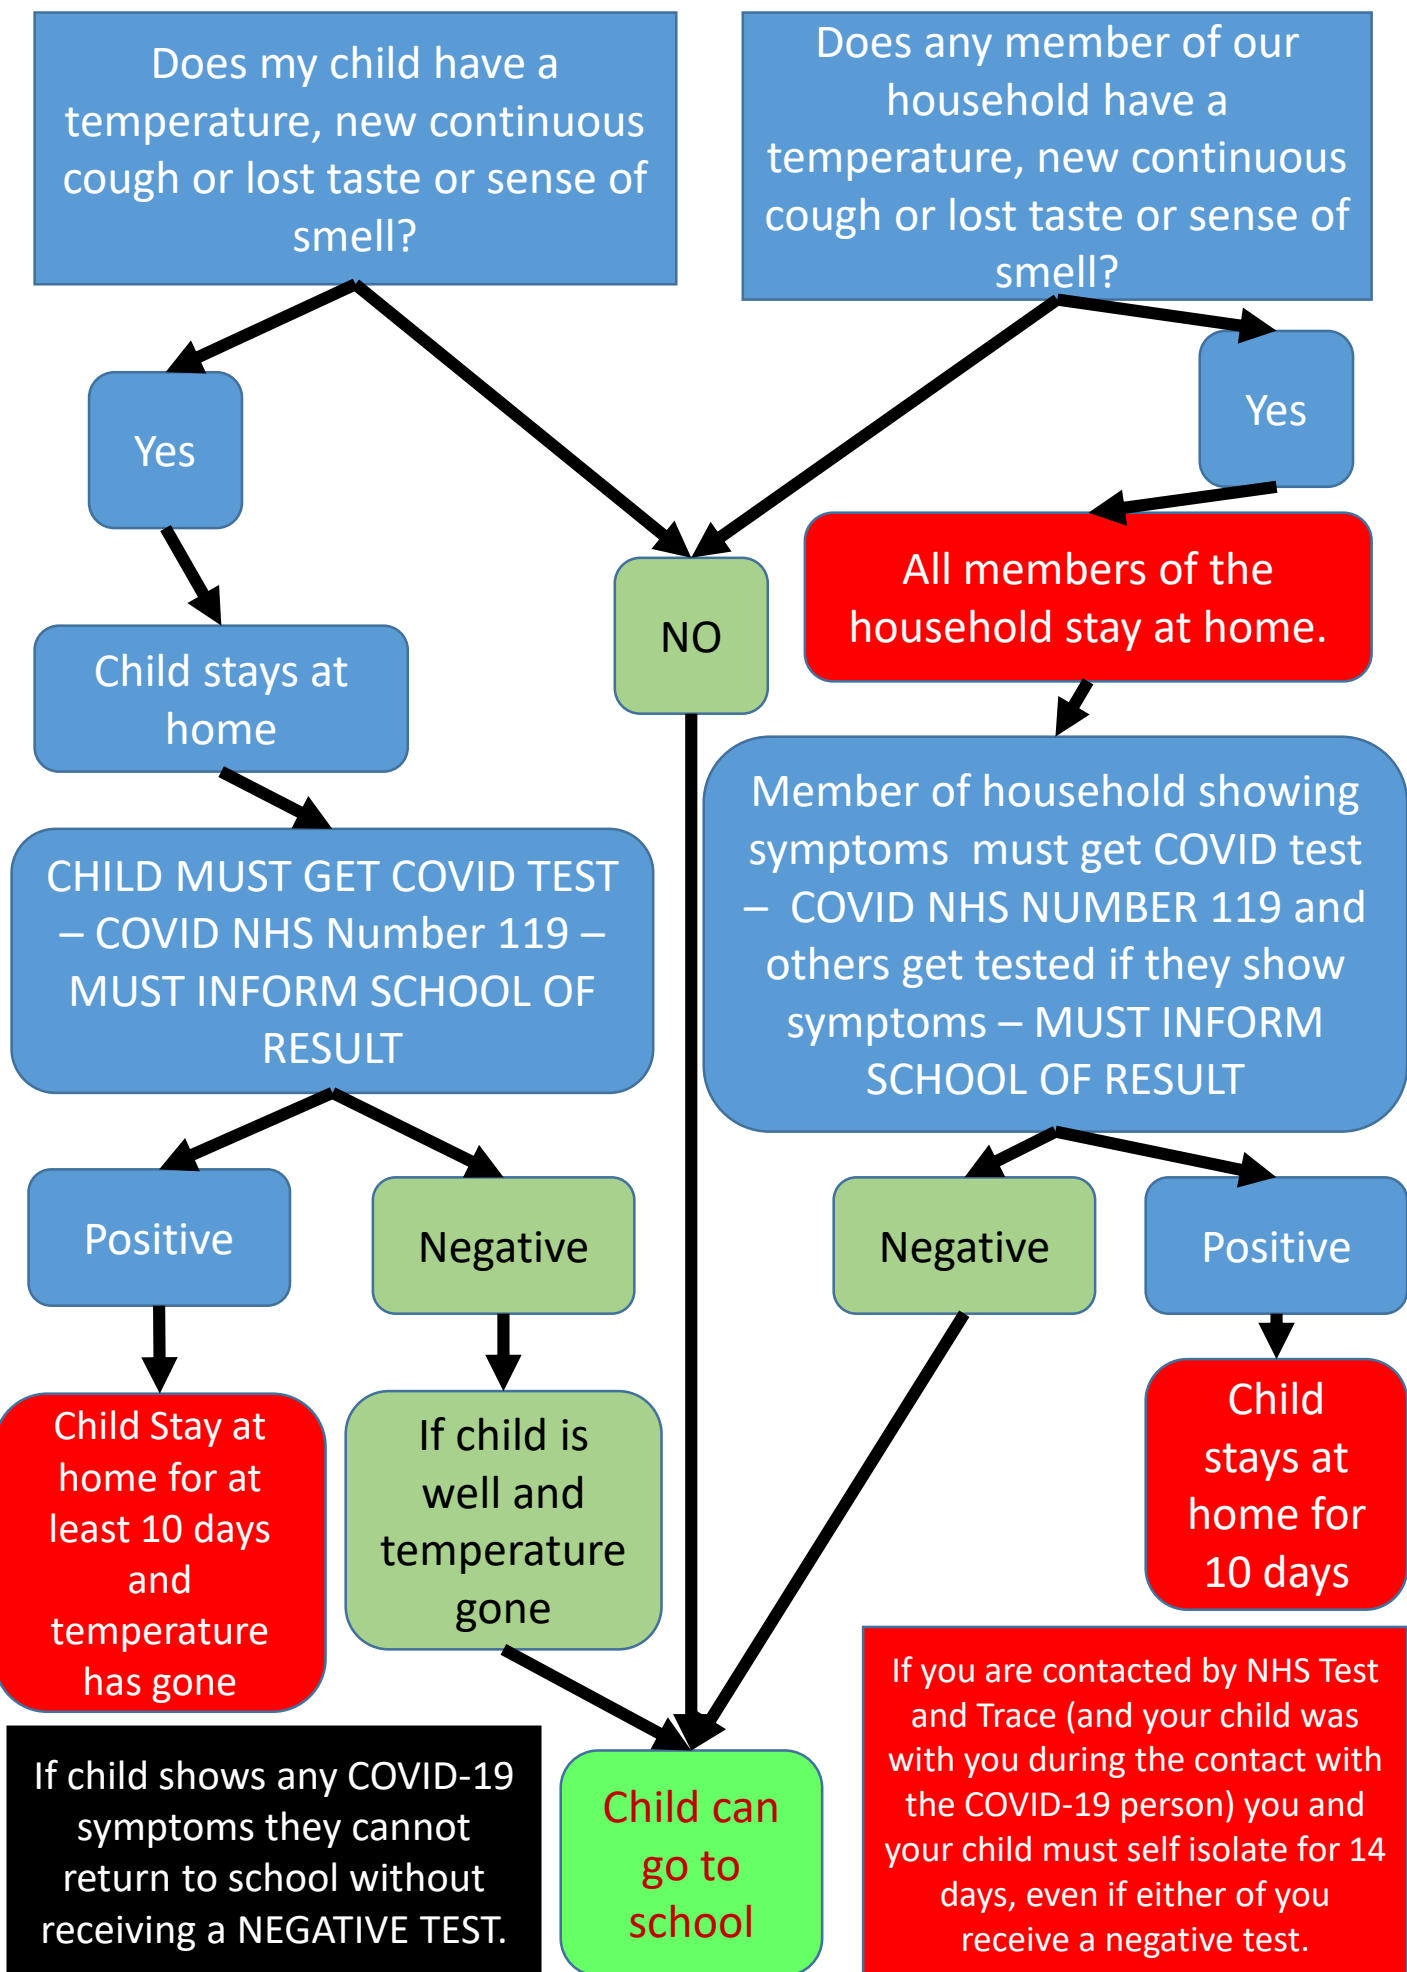 Does my child have a
temperature, new continuous
cough or lost taste or sense of
smell?
Does any member of our
household have a
temperature, new continuous
cough or lost taste or sense of
smell?
Yes
Yes
NO
All members of the
household stay at home.
Child stays at
home
Member of household showing
symptoms must get COVID test
– COVID NHS NUMBER 119 and
others get tested if they show
symptoms – MUST INFORM
SCHOOL OF RESULT
CHILD MUST GET COVID TEST
– COVID NHS Number 119 –
MUST INFORM SCHOOL OF
RESULT
Positive
Negative
Negative
Positive
Child Stay at
home for at
least 10 days
and
temperature
has gone
If child is
well and
temperature
gone
Child
stays at
home for
10 days
If child shows any COVID-19
symptoms they cannot
return to school without
receiving a NEGATIVE TEST.
Child can
go to
school
If you are contacted by NHS Test
and Trace (and your child was
with you during the contact with
the COVID-19 person) you and
your child must self isolate for 14
days, even if either of you
receive a negative test.